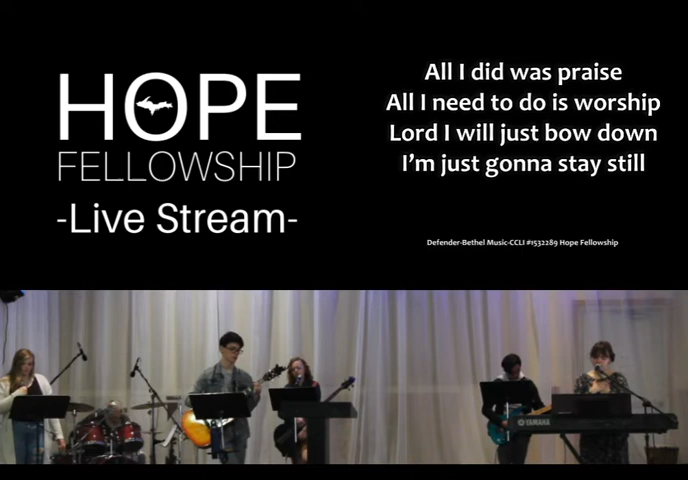 HOPE
FELLOWSHIP
-Live Stream-
All I did was praise
All I need to do is worship
Lord I will just bow down
I'm just gonna stay still
Defender-Bethel Music-CCLI #1532289 Hope Fellowship
YAMAHA